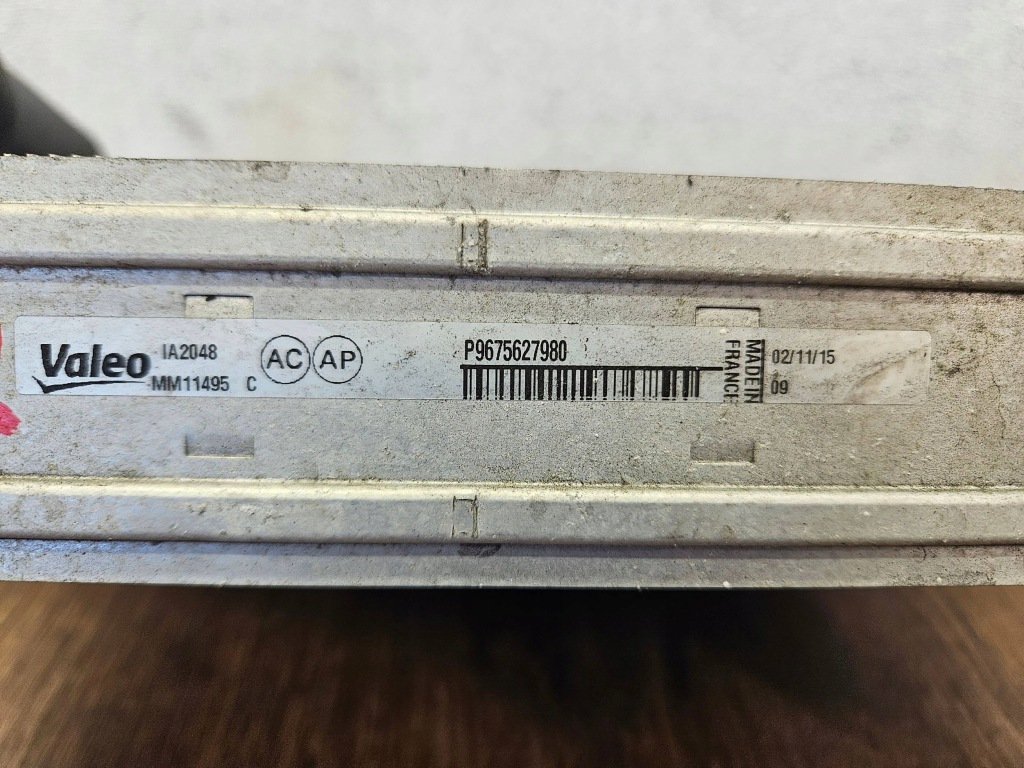 Valeo
IA2048
MM11495 C
AC AP
P9675627980
MADE IN
FRANCE
02/11/15
09